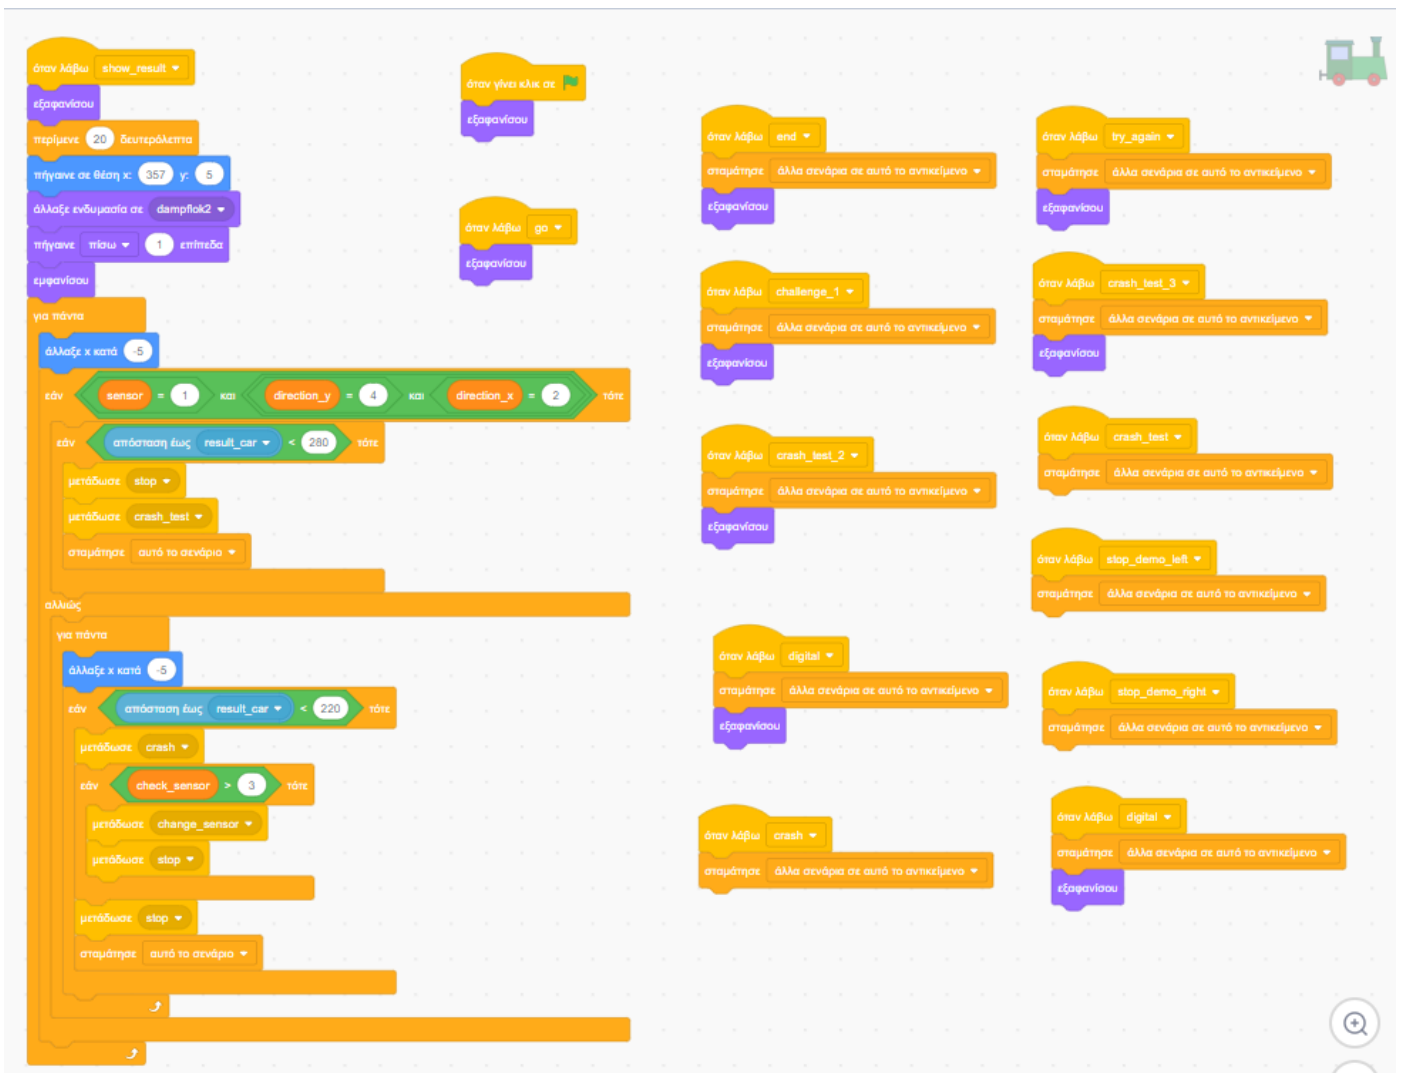 όταν λάβω show_result
εξαφανίσου
περίμενε 20 δευτερόλεπτα
πήγαινε σε θέση x: 357 y: 5
άλλαξε ενδυμασία σε dampflok2
πήγαινε πίσω 1 επίπεδα
εμφανίσου
για πάντα
άλλαξε x κατά -5
εάν sensor = 1 και direction_y = 4 και direction_x = 2 τότε
εάν απόσταση έως result_car < 280 τότε
μετάδωσε stop
μετάδωσε crash_test
σταμάτησε αυτό το σενάριο
αλλιώς
για πάντα
άλλαξε x κατά -5
εάν απόσταση έως result_car < 220 τότε
μετάδωσε crash
εάν check_sensor > 3 τότε
μετάδωσε change_sensor
μετάδωσε stop
μετάδωσε stop
σταμάτησε αυτό το σενάριο
όταν γίνει κλικ σε
εξαφανίσου
όταν λάβω go
εξαφανίσου
όταν λάβω end
σταμάτησε άλλα σενάρια σε αυτό το αντικείμενο
εξαφανίσου
όταν λάβω challenge_1
σταμάτησε άλλα σενάρια σε αυτό το αντικείμενο
εξαφανίσου
όταν λάβω crash_test_2
σταμάτησε άλλα σενάρια σε αυτό το αντικείμενο
εξαφανίσου
όταν λάβω digital
σταμάτησε άλλα σενάρια σε αυτό το αντικείμενο
εξαφανίσου
όταν λάβω crash
σταμάτησε άλλα σενάρια σε αυτό το αντικείμενο
όταν λάβω try_again
σταμάτησε άλλα σενάρια σε αυτό το αντικείμενο
εξαφανίσου
όταν λάβω crash_test_3
σταμάτησε άλλα σενάρια σε αυτό το αντικείμενο
εξαφανίσου
όταν λάβω crash_test
σταμάτησε άλλα σενάρια σε αυτό το αντικείμενο
όταν λάβω stop_demo_left
σταμάτησε άλλα σενάρια σε αυτό το αντικείμενο
όταν λάβω stop_demo_right
σταμάτησε άλλα σενάρια σε αυτό το αντικείμενο
όταν λάβω digital
σταμάτησε άλλα σενάρια σε αυτό το αντικείμενο
εξαφανίσου